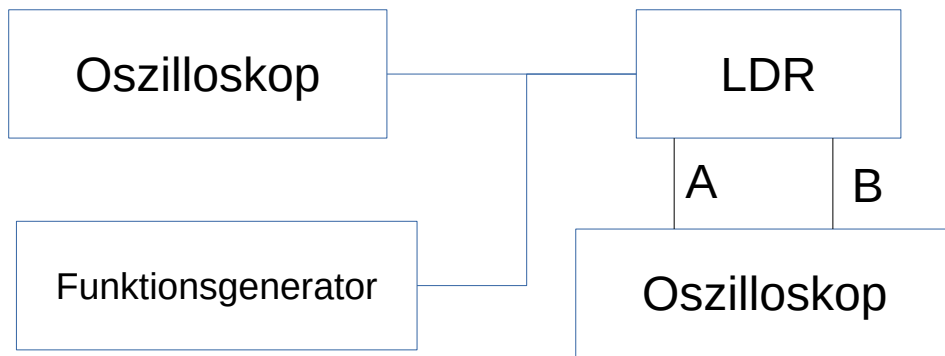 Oszilloskop
LDR
A
B
Funktionsgenerator
Oszilloskop